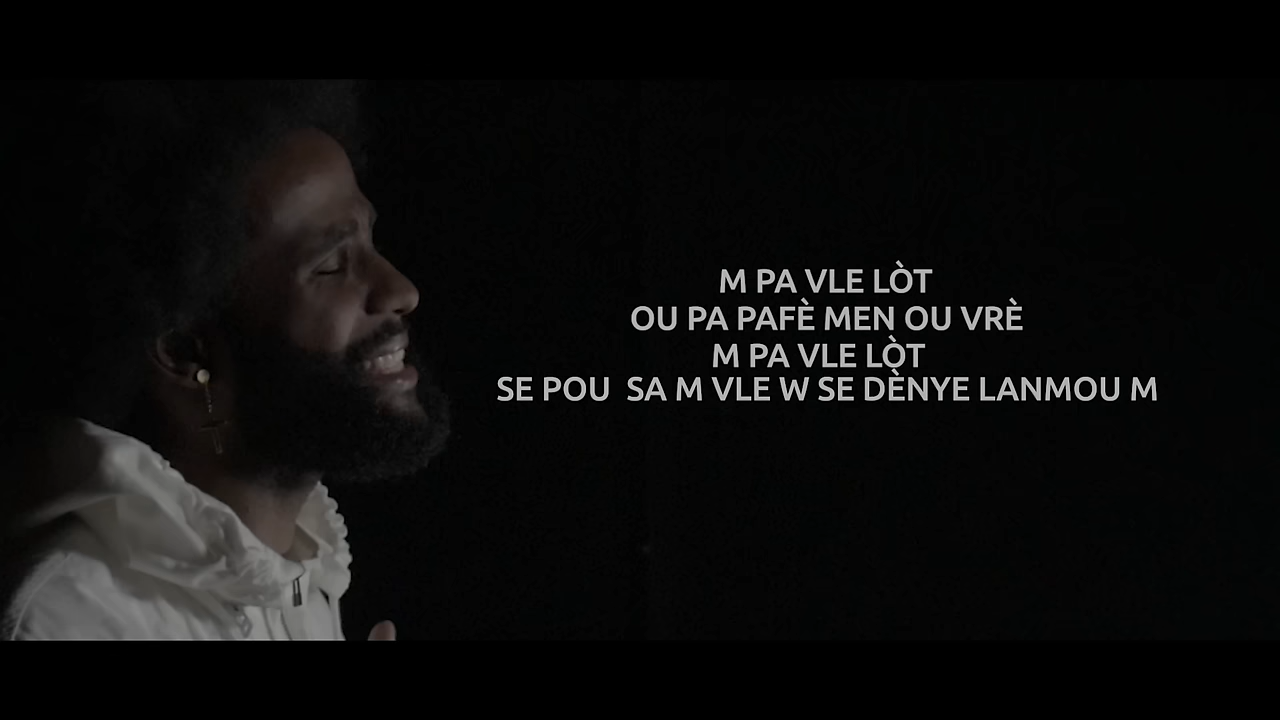 M PA VLE LÒT
OU PA PAFÈ MEN OU VRÈ
M PA VLE LÒT
SE POU SA M VLE W SE DÈNYE LANMOU M